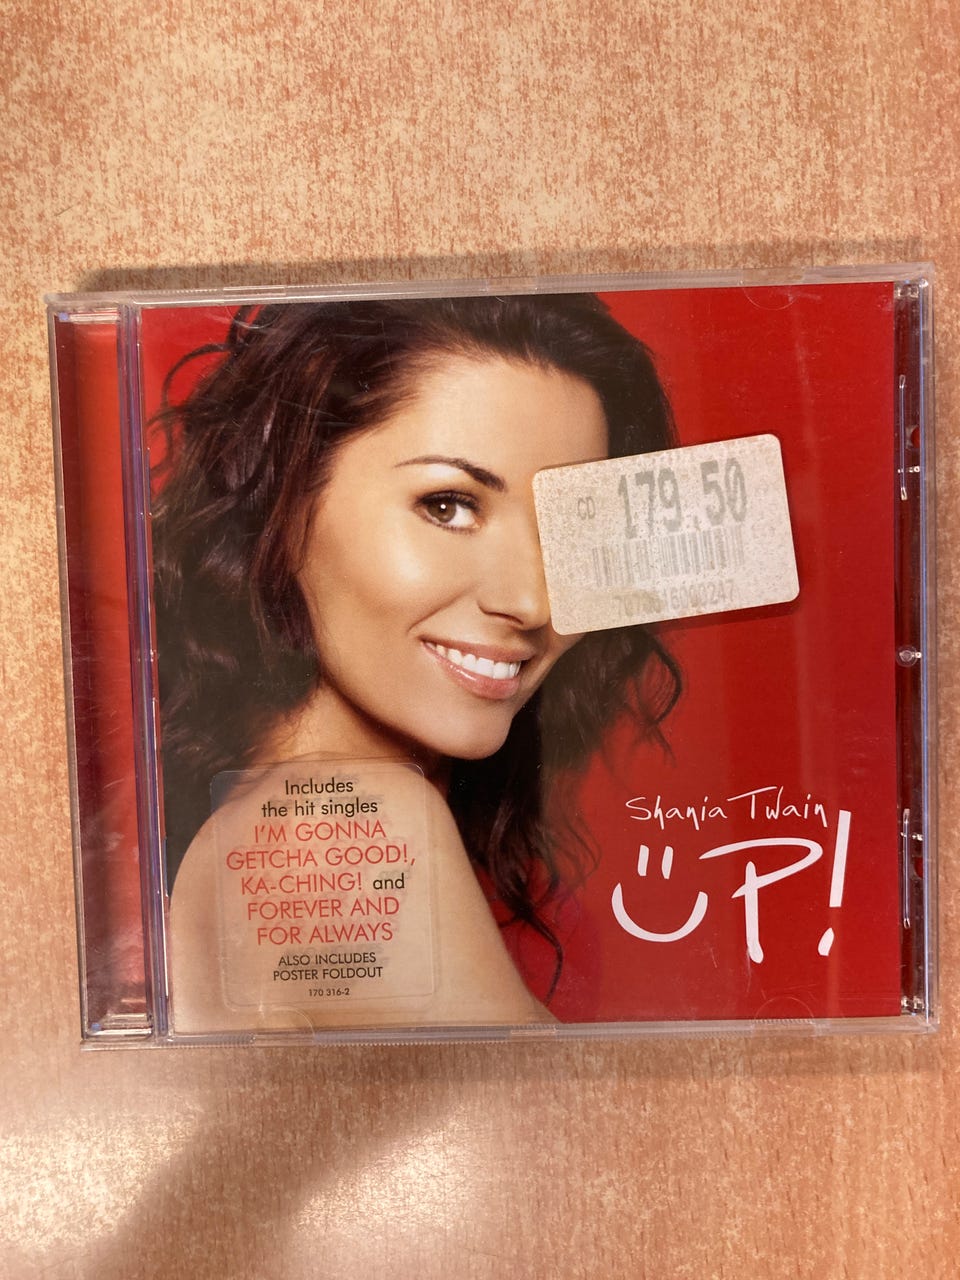 CD 179.50
Shania Twain
UP!
Includes
the hit singles
I'M GONNA
GETCHA GOOD!,
KA-CHING! and
FOREVER AND
FOR ALWAYS
ALSO INCLUDES
POSTER FOLDOUT
170 316-2